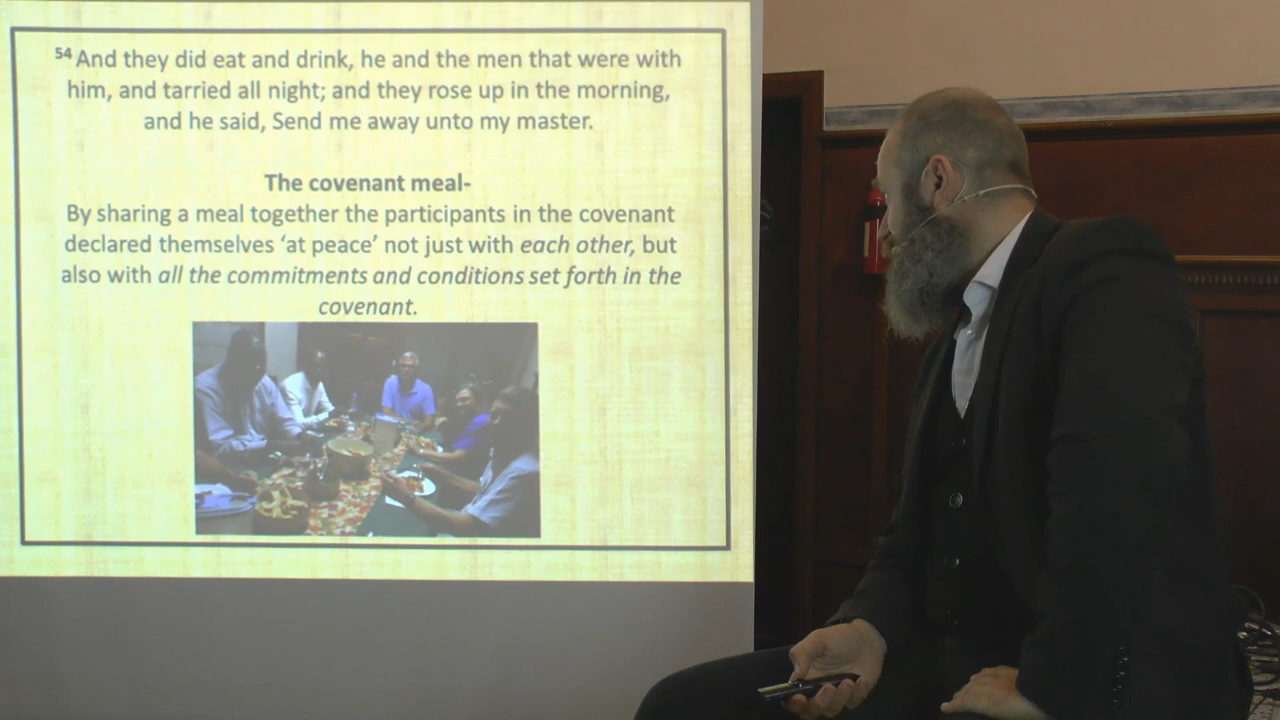 54 And they did eat and drink, he and the men that were with
him, and tarried all night; and they rose up in the morning,
and he said, Send me away unto my master.
The covenant meal-
By sharing a meal together the participants in the covenant
declared themselves ‘at peace’ not just with each other, but
also with all the commitments and conditions set forth in the
covenant.